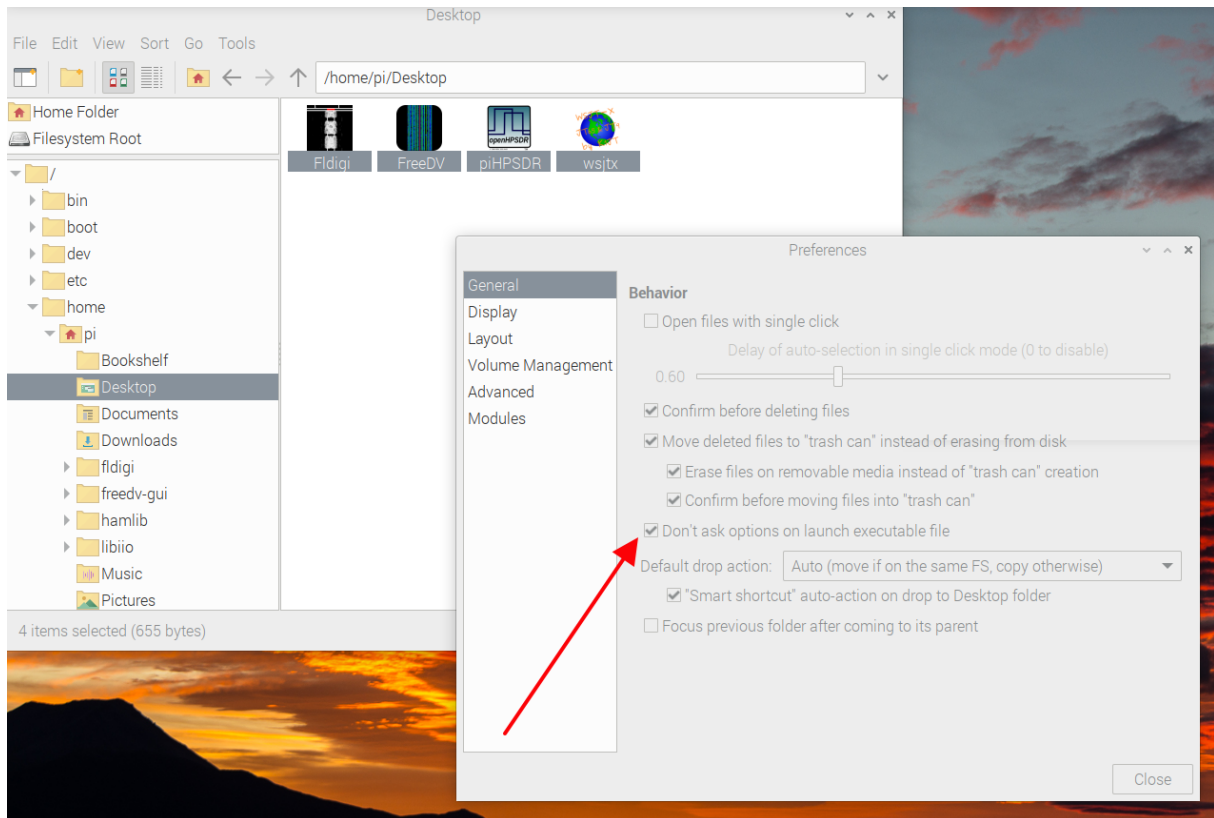 Desktop
File Edit View Sort Go Tools
/home/pi/Desktop
Home Folder
Filesystem Root
/
bin
boot
dev
etc
home
pi
Bookshelf
Desktop
Documents
Downloads
fldigi
freedv-gui
hamlib
libiio
Music
Pictures
4 items selected (655 bytes)
openHPSDR
Fldigi FreeDV piHPSDR wsjtx
Preferences
General
Display
Layout
Volume Management
Advanced
Modules
Behavior
Open files with single click
Delay of auto-selection in single click mode (0 to disable)
0.60
Confirm before deleting files
Move deleted files to "trash can" instead of erasing from disk
Erase files on removable media instead of "trash can" creation
Confirm before moving files into "trash can"
Don't ask options on launch executable file
Default drop action: Auto (move if on the same FS, copy otherwise)
"Smart shortcut" auto-action on drop to Desktop folder
Focus previous folder after coming to its parent
Close